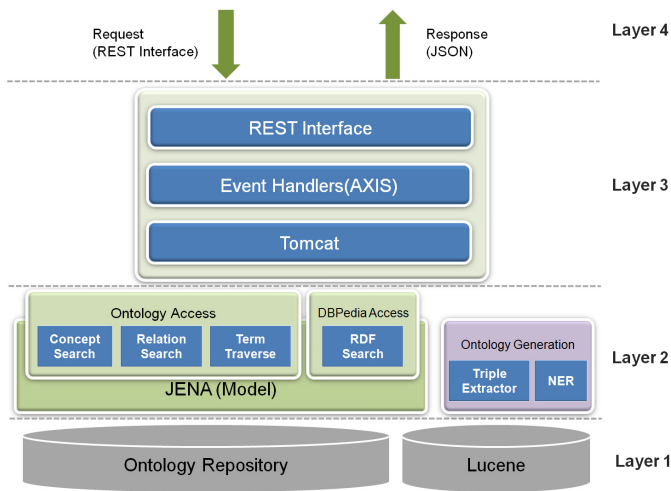 Request
(REST Interface)
Response
(JSON)
Layer 4
REST Interface
Event Handlers(AXIS)
Tomcat
Layer 3
Ontology Access
Concept
Search
Relation
Search
Term
Traverse
DBPedia Access
RDF
Search
JENA (Model)
Ontology Generation
Triple
Extractor
NER
Layer 2
Ontology Repository
Lucene
Layer 1